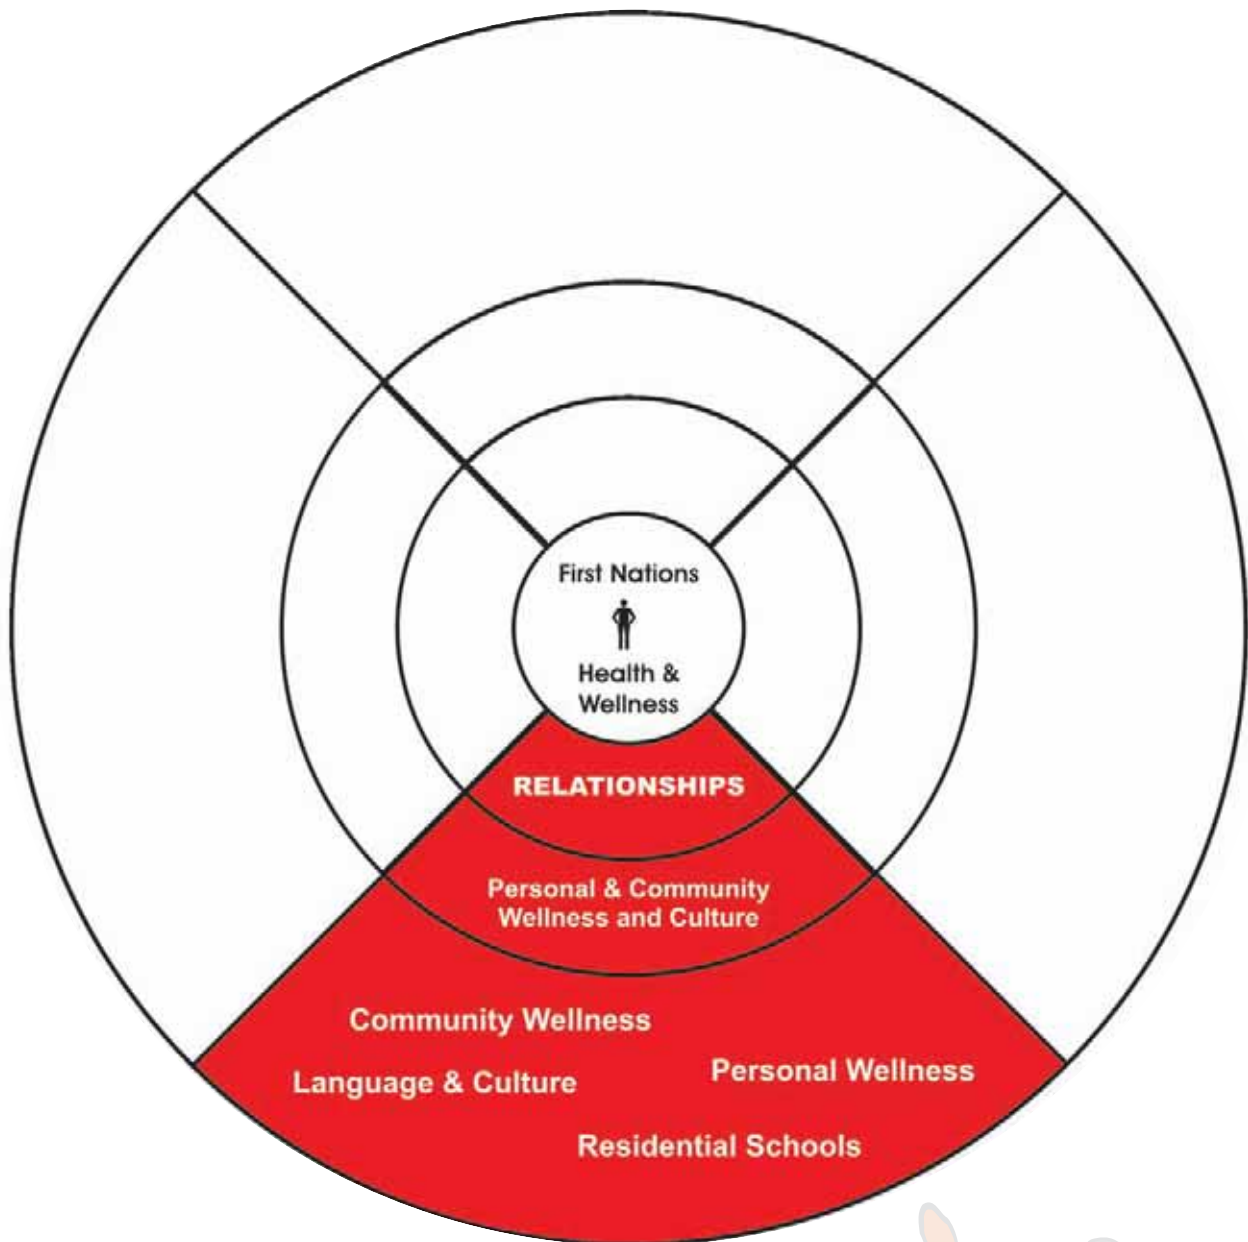 First Nations
Health &
Wellness
RELATIONSHIPS
Personal & Community
Wellness and Culture
Community Wellness
Personal Wellness
Language & Culture
Residential Schools